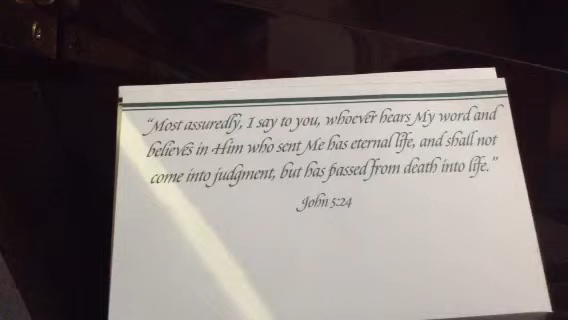 "Most assuredly, I say to you, whoever hears My word and
believes in Him who sent Me has eternal life, and shall not
come into judgment, but has passed from death into life."
John 5:24